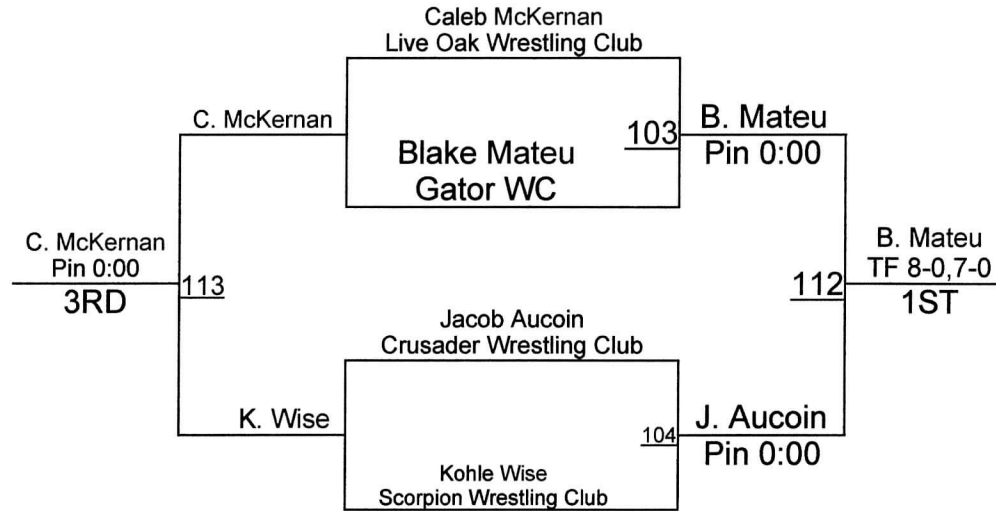 Caleb McKernan
Live Oak Wrestling Club
C. McKernan
103
B. Mateu
Pin 0:00
Blake Mateu
Gator WC
C. McKernan
Pin 0:00
3RD
113
112
B. Mateu
TF 8-0,7-0
1ST
Jacob Aucoin
Crusader Wrestling Club
K. Wise
104
J. Aucoin
Pin 0:00
Kohle Wise
Scorpion Wrestling Club